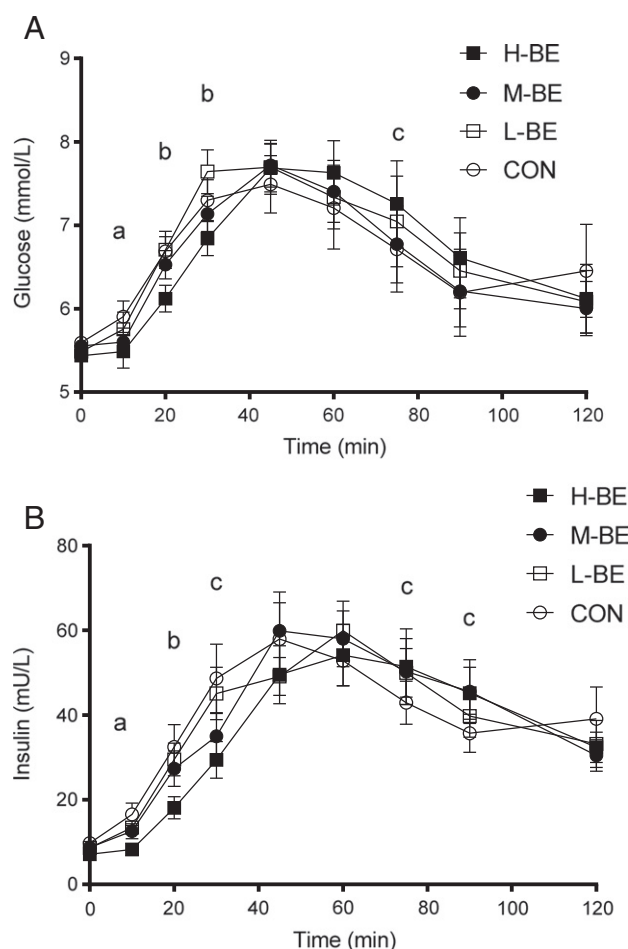 A
H-BE
M-BE
L-BE
CON
9
8
7
6
5
Glucose (mmol/L)
a
b
b
c
0
20
40
60
80
100
120
Time (min)
B
H-BE
M-BE
L-BE
CON
80
60
40
20
0
Insulin (mU/L)
a
b
c
c
c
0
20
40
60
80
100
120
Time (min)